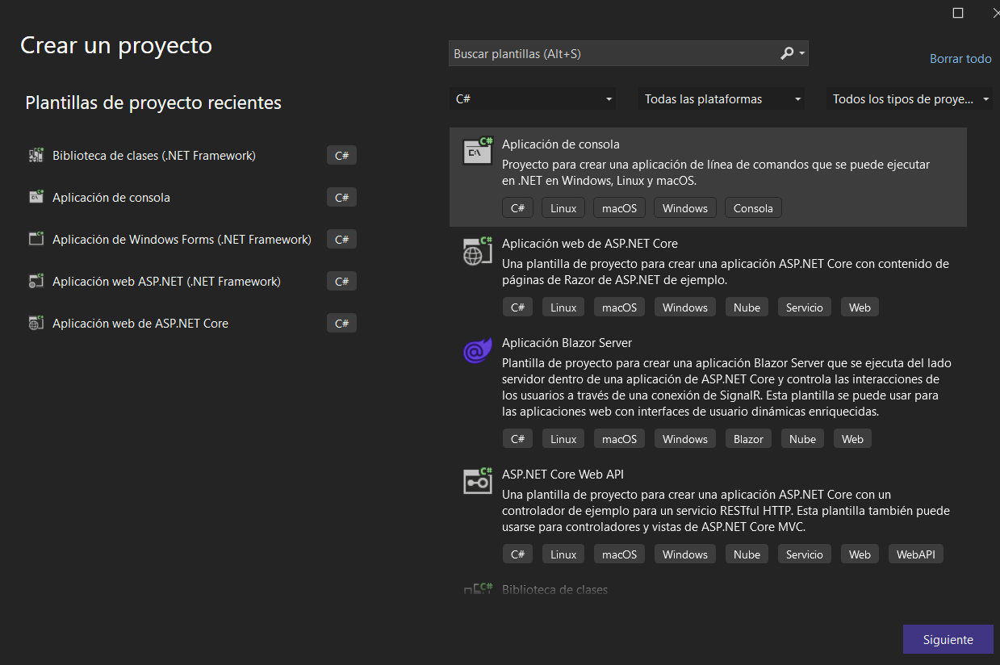 Crear un proyecto
Plantillas de proyecto recientes
Biblioteca de clases (.NET Framework) C#
Aplicación de consola C#
Aplicación de Windows Forms (.NET Framework) C#
Aplicación web ASP.NET (.NET Framework) C#
Aplicación web de ASP.NET Core C#
Buscar plantillas (Alt+S)
Borrar todo
C# Todas las plataformas Todos los tipos de proye...
Aplicación de consola
Proyecto para crear una aplicación de línea de comandos que se puede ejecutar
en .NET en Windows, Linux y macOS.
C# Linux macOS Windows Consola
Aplicación web de ASP.NET Core
Una plantilla de proyecto para crear una aplicación ASP.NET Core con contenido de
páginas de Razor de ASP.NET de ejemplo.
C# Linux macOS Windows Nube Servicio Web
Aplicación Blazor Server
Plantilla de proyecto para crear una aplicación Blazor Server que se ejecuta del lado
servidor dentro de una aplicación de ASP.NET Core y controla las interacciones de
los usuarios a través de una conexión de SignalR. Esta plantilla se puede usar para
las aplicaciones web con interfaces de usuario dinámicas enriquecidas.
C# Linux macOS Windows Blazor Nube Web
ASP.NET Core Web API
Una plantilla de proyecto para crear una aplicación ASP.NET Core con un
controlador de ejemplo para un servicio RESTful HTTP. Esta plantilla también puede
usarse para controladores y vistas de ASP.NET Core MVC.
C# Linux macOS Windows Nube Servicio Web WebAPI
Biblioteca de clases
Siguiente